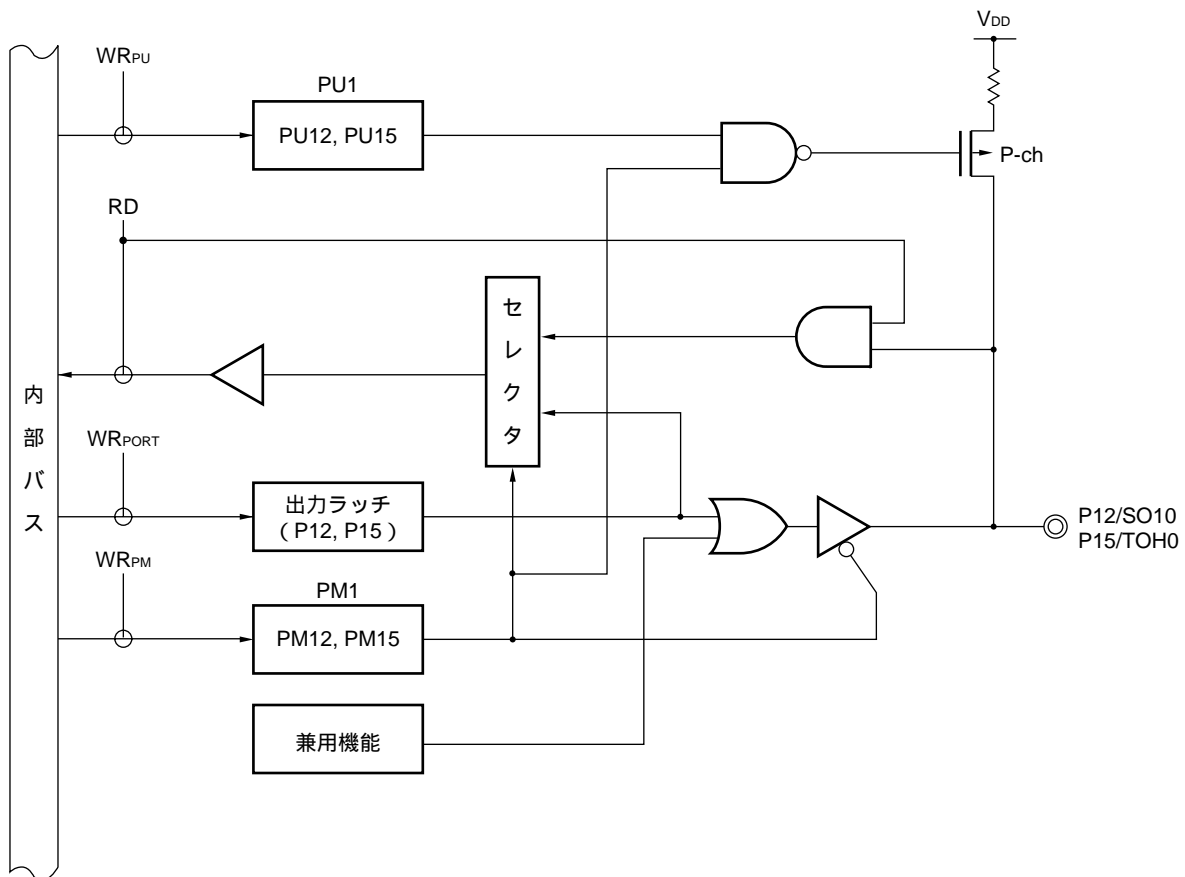 VDD
WRPU
PU1
PU12, PU15
P-ch
RD
セレクタ
内部バス
WRPORT
出力ラッチ
（P12, P15）
P12/SO10
P15/TOH0
WRPM
PM1
PM12, PM15
兼用機能